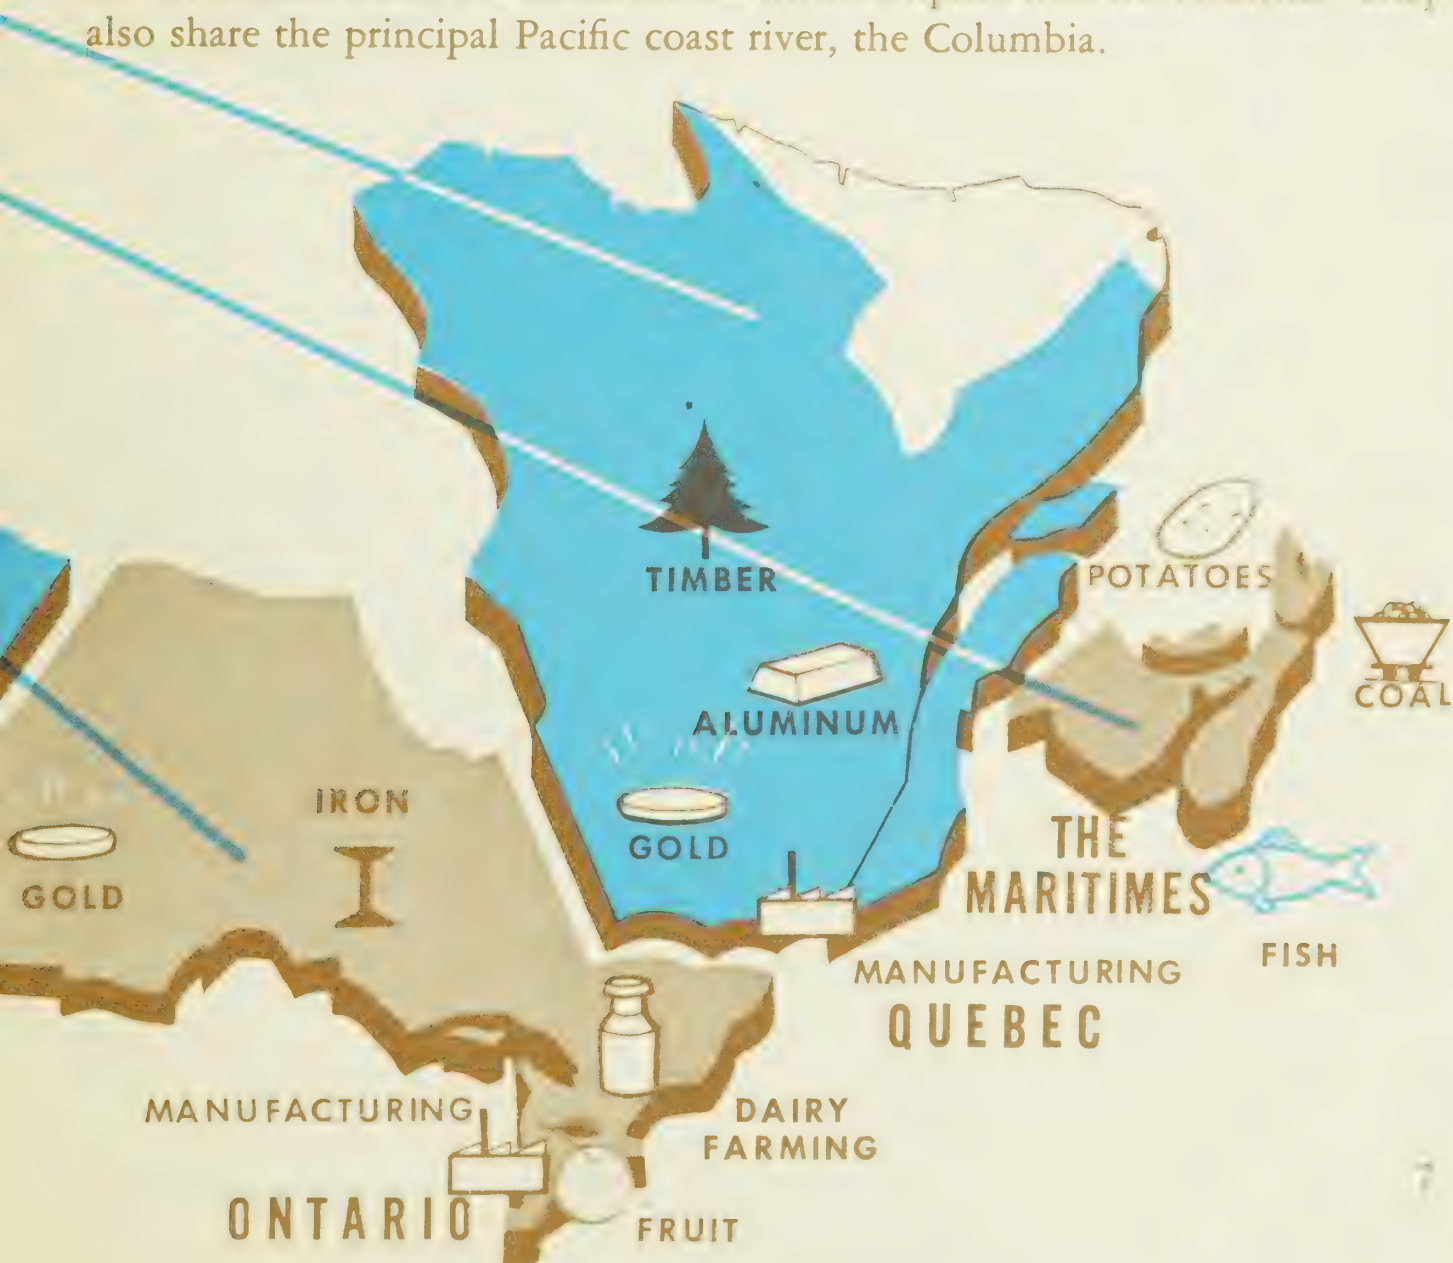 also share the principal Pacific coast river, the Columbia.
TIMBER
POTATOES
COAL
ALUMINUM
IRON
GOLD
GOLD
THE
MARITIMES
FISH
MANUFACTURING
QUEBEC
MANUFACTURING
DAIRY
FARMING
ONTARIO
FRUIT
7